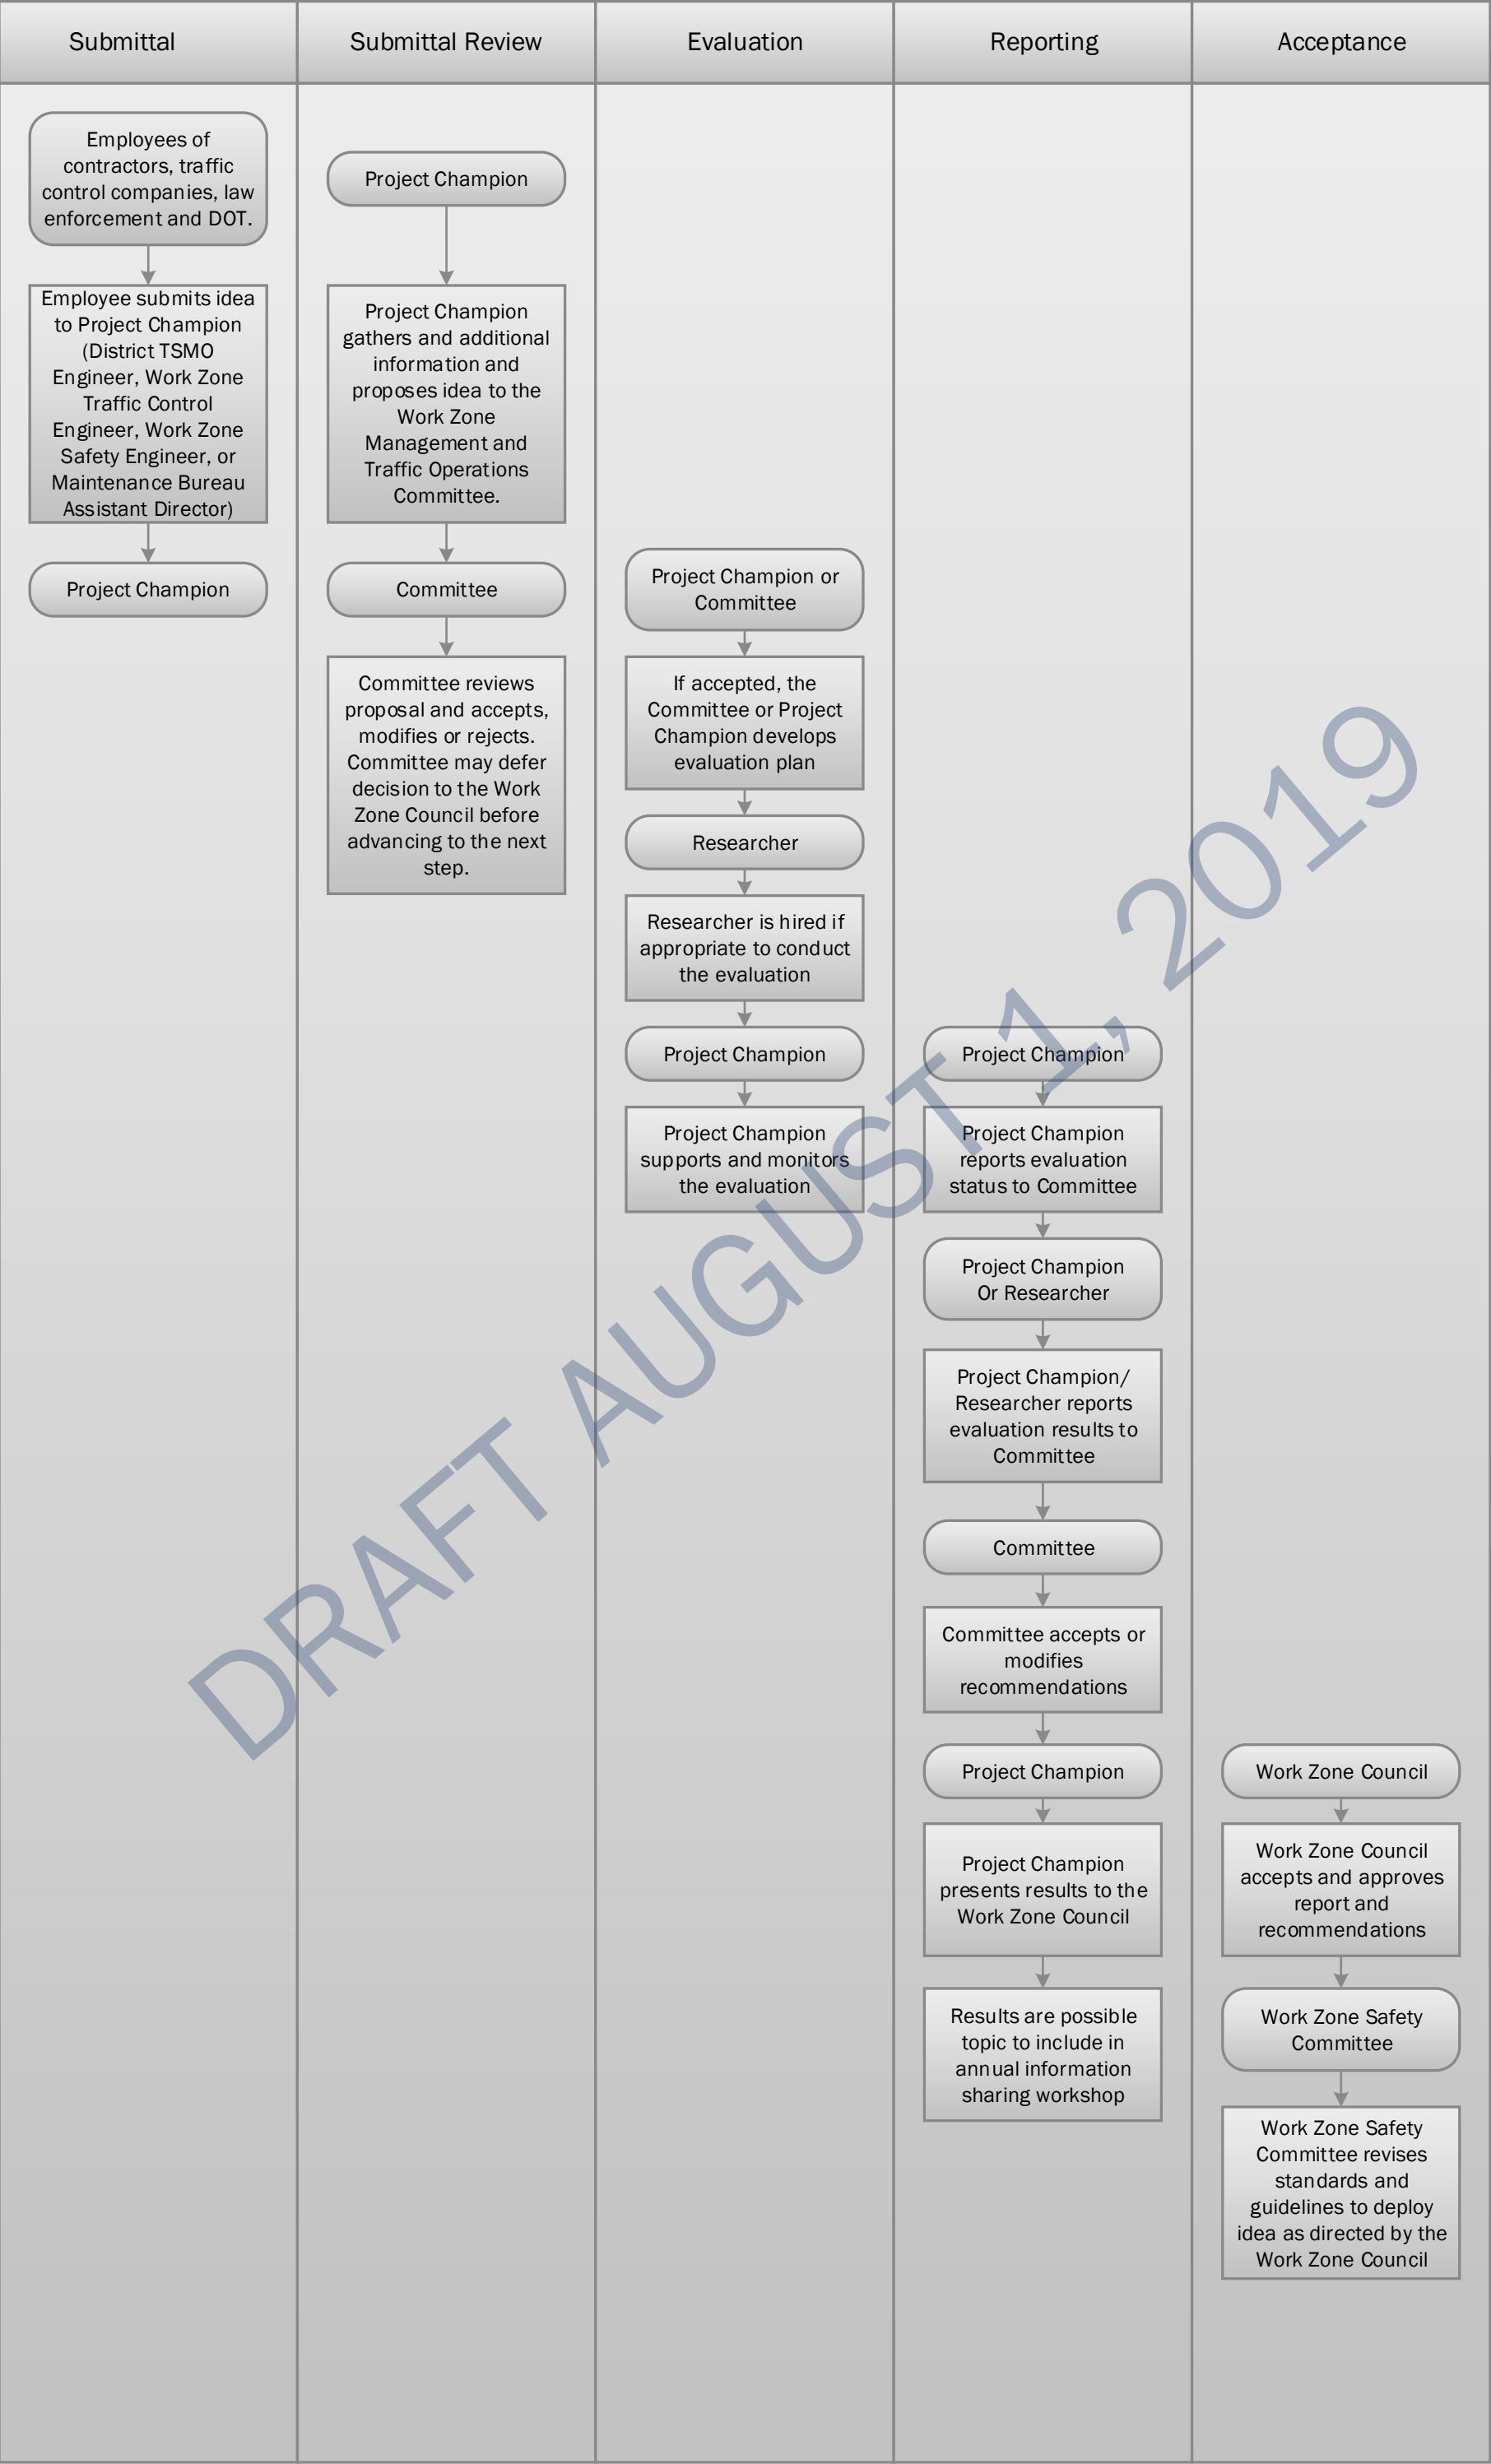 Submittal
Submittal Review
Evaluation
Reporting
Acceptance
Employees of
contractors, traffic
control companies, law
enforcement and DOT.
Employee submits idea
to Project Champion
(District TSMO
Engineer, Work Zone
Traffic Control
Engineer, Work Zone
Safety Engineer, or
Maintenance Bureau
Assistant Director)
Project Champion
Project Champion
Project Champion
gathers and additional
information and
proposes idea to the
Work Zone
Management and
Traffic Operations
Committee.
Committee
Committee reviews
proposal and accepts,
modifies or rejects.
Committee may defer
decision to the Work
Zone Council before
advancing to the next
step.
Project Champion or
Committee
If accepted, the
Committee or Project
Champion develops
evaluation plan
Researcher
Researcher is hired if
appropriate to conduct
the evaluation
Project Champion
Project Champion
supports and monitors
the evaluation
Project Champion
Project Champion
reports evaluation
status to Committee
Project Champion
Or Researcher
Project Champion/
Researcher reports
evaluation results to
Committee
Committee
Committee accepts or
modifies
recommendations
Project Champion
Project Champion
presents results to the
Work Zone Council
Results are possible
topic to include in
annual information
sharing workshop
Work Zone Council
Work Zone Council
accepts and approves
report and
recommendations
Work Zone Safety
Committee
Work Zone Safety
Committee revises
standards and
guidelines to deploy
idea as directed by the
Work Zone Council
DRAFT AUGUST 1, 2019